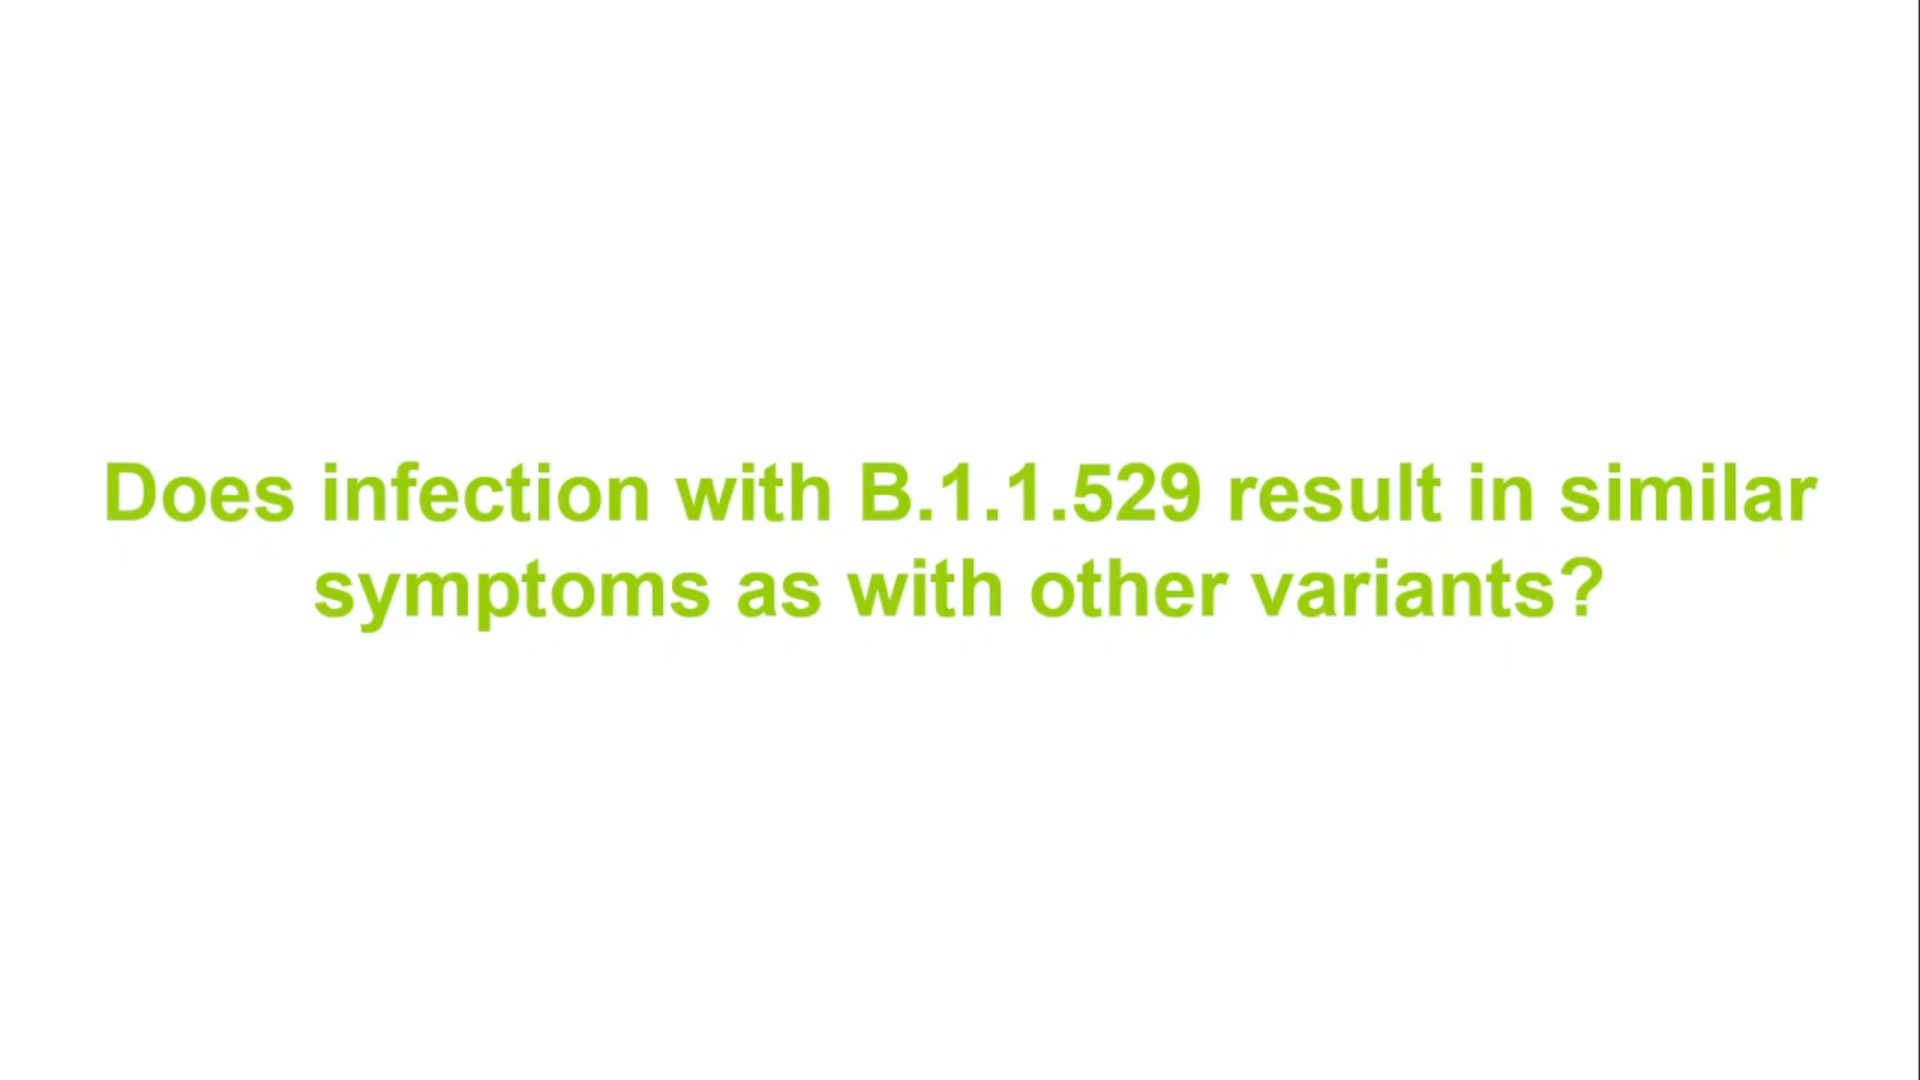 Does infection with B.1.1.529 result in similar
symptoms as with other variants?